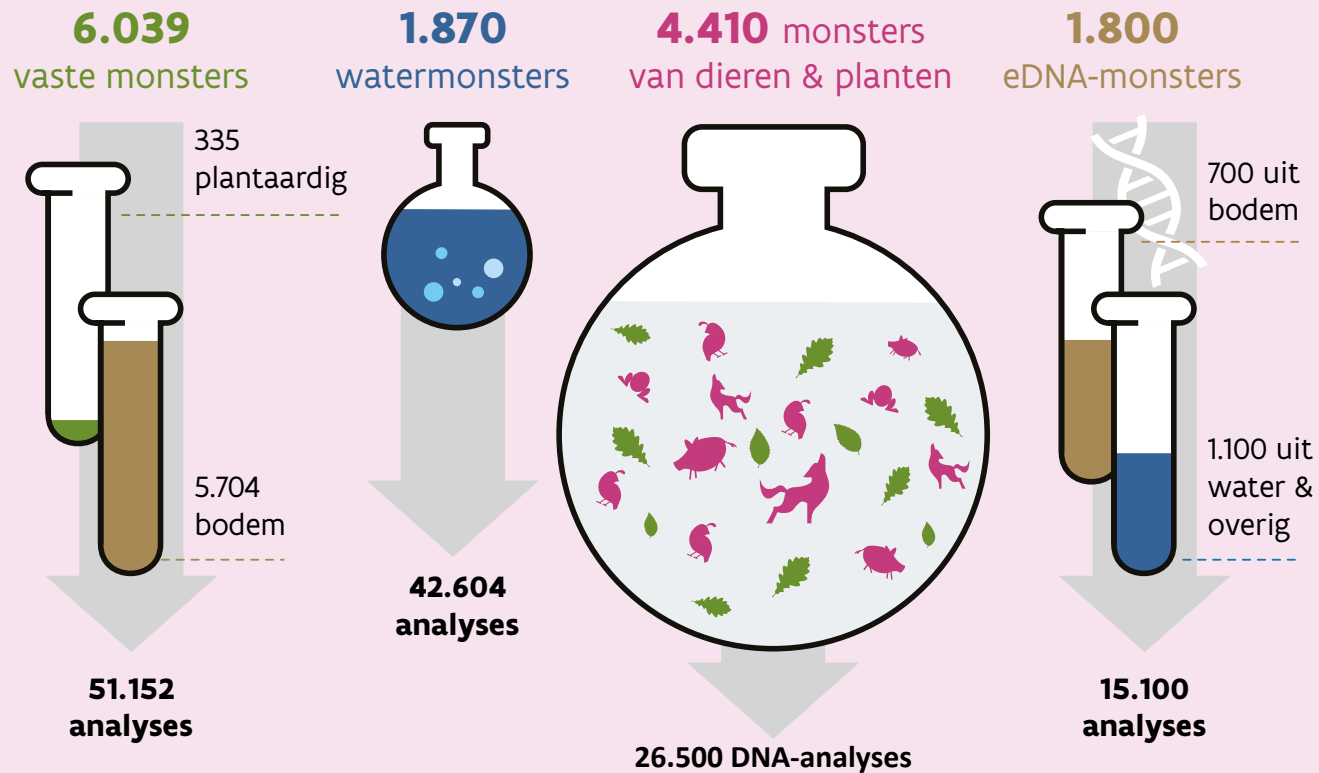 6.039
vaste monsters
335
plantaardig
5.704
bodem
51.152
analyses
1.870
watermonsters
42.604
analyses
4.410 monsters
van dieren & planten
26.500 DNA-analyses
1.800
eDNA-monsters
700 uit
bodem
1.100 uit
water &
overig
15.100
analyses